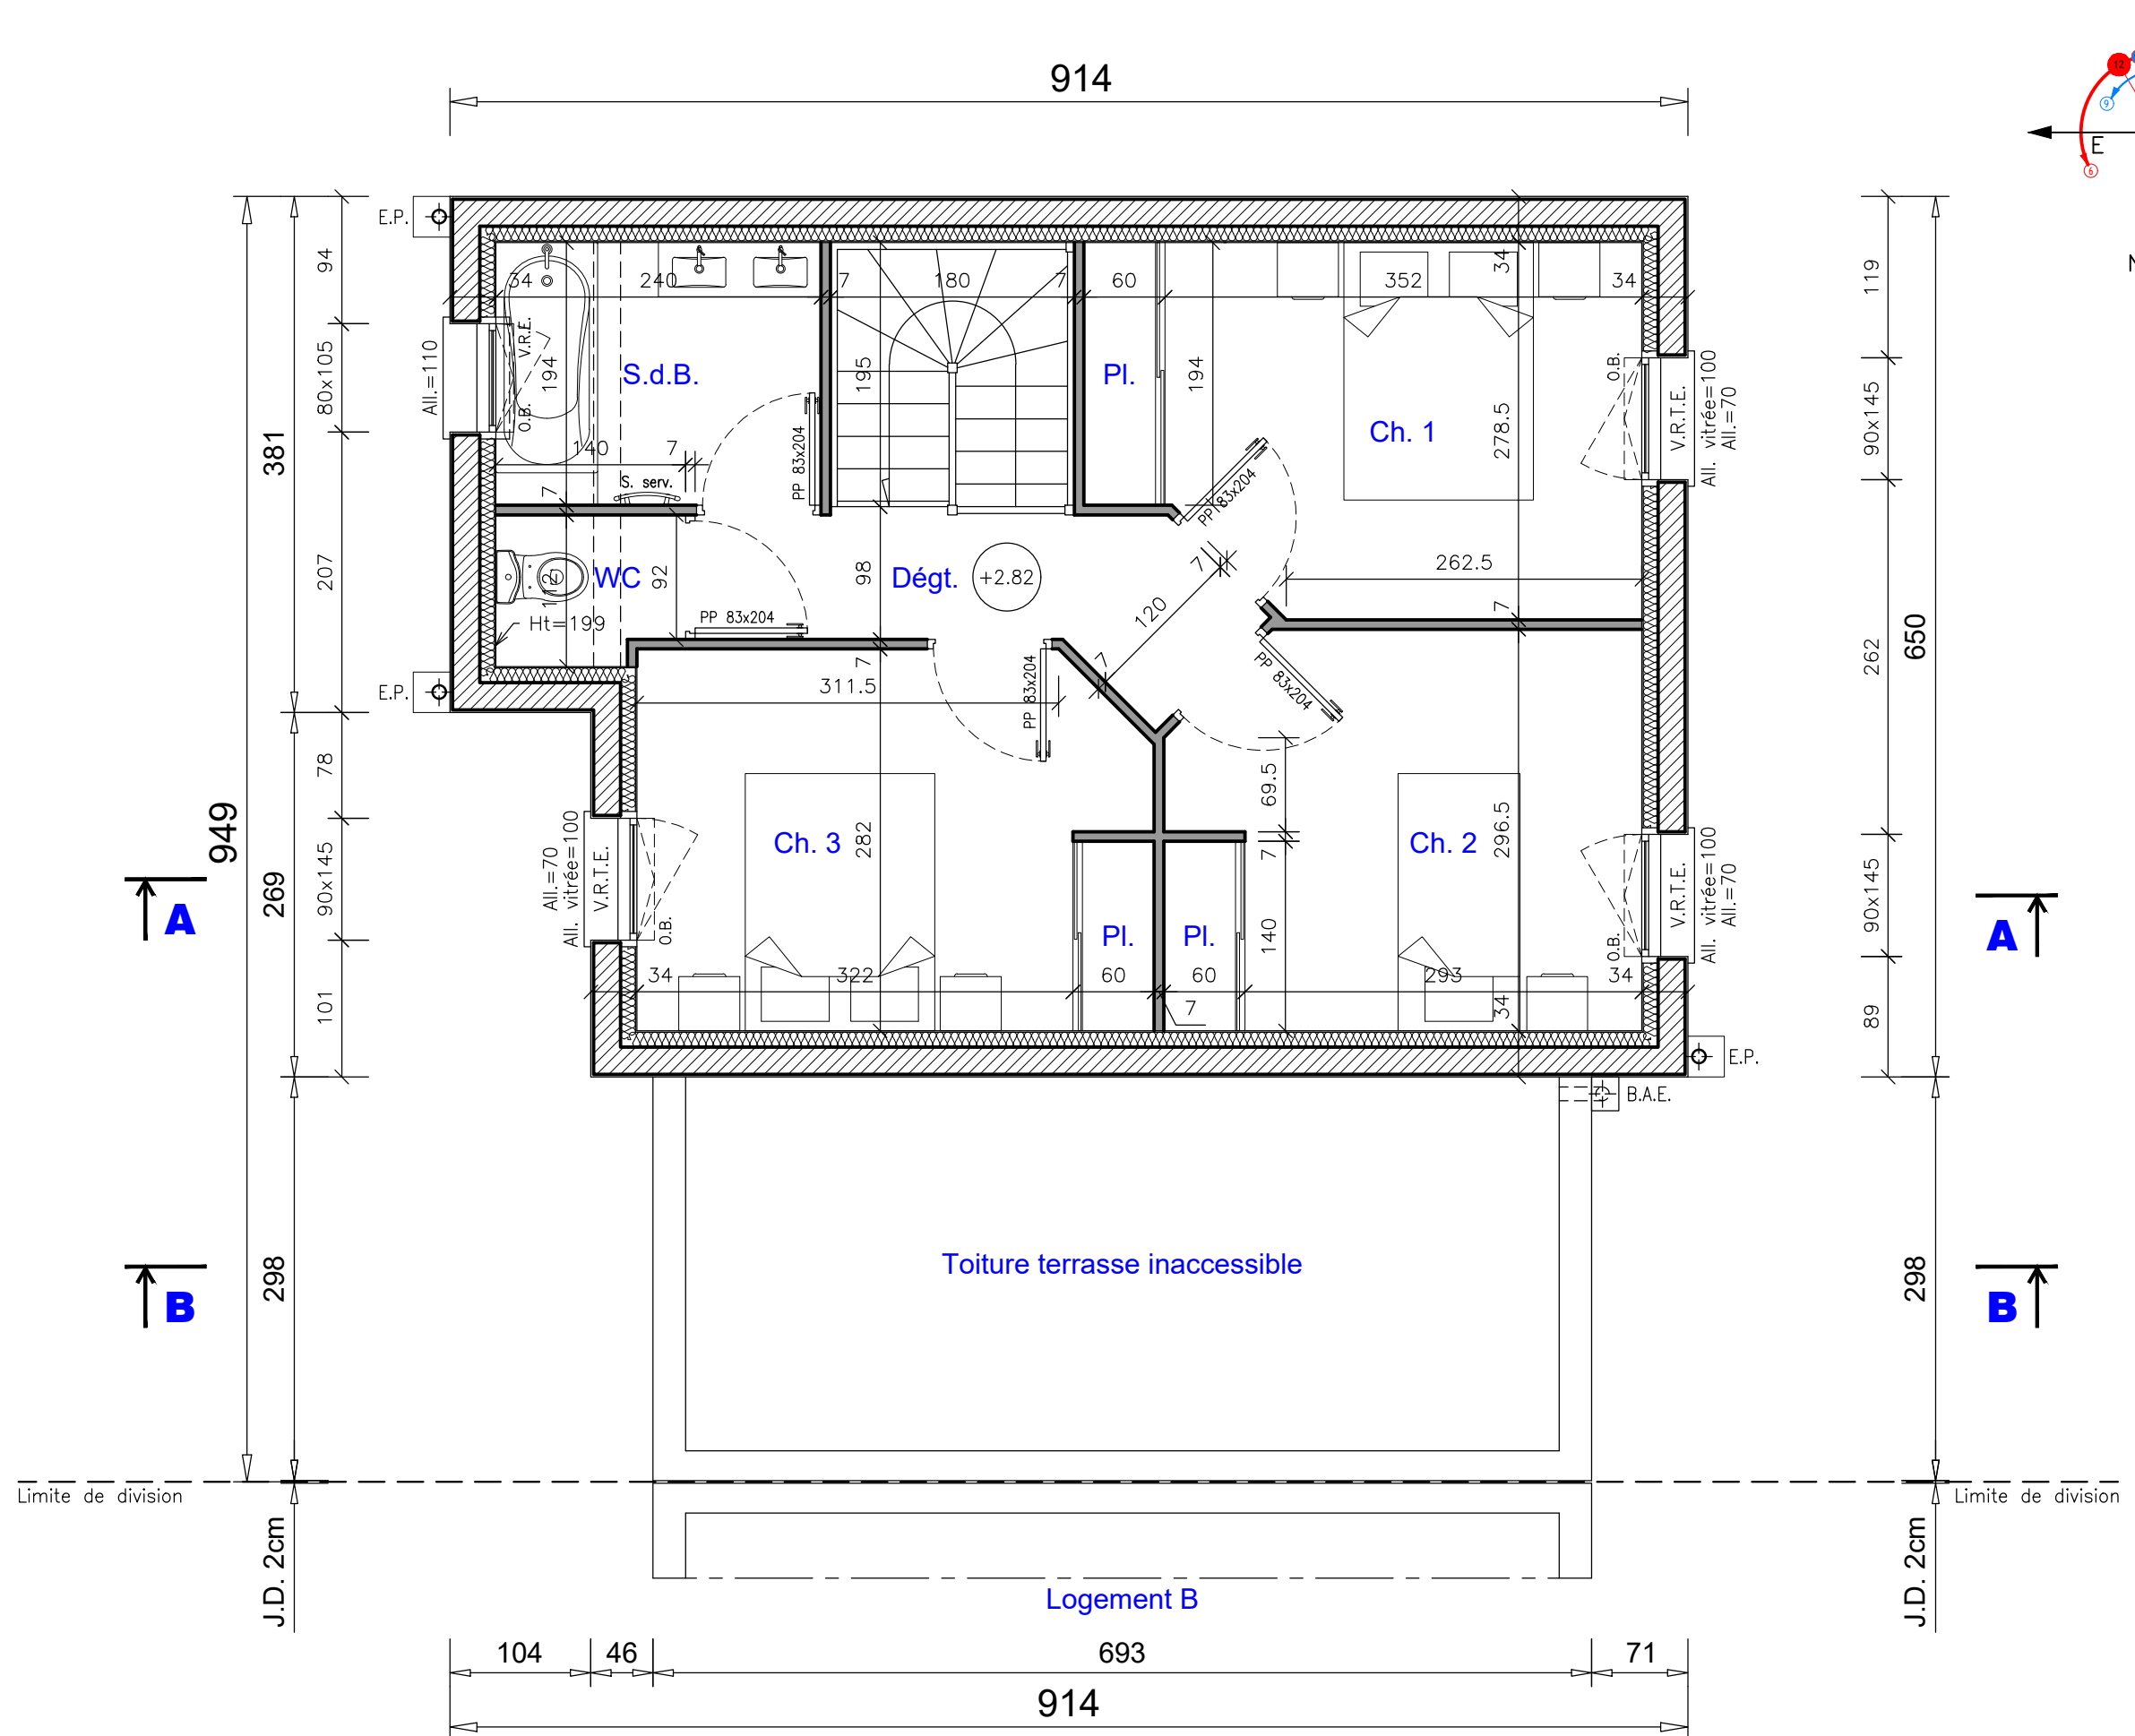 914
12
9
E
6
N
E.P.
94
34
240
7
180
7
60
352
34
34
119
All.=110
80x105
V.R.E.
O.B.
194
S.d.B.
195
Pl.
194
Ch. 1
278.5
O.B.
V.R.T.E.
All. vitrée=100
All.=70
90x145
381
140
7
PP 83x204
PP 83x204
S. serv.
7
207
112
WC
92
98
Dégt.
+2.82
7
262.5
7
262
650
120
Ht=199
PP 83x204
E.P.
7
311.5
PP 83x204
7
PP 83x204
78
69.5
949
All.=70
All. vitrée=100
V.R.T.E.
90x145
O.B.
Ch. 3
282
7
Ch. 2
296.5
O.B.
V.R.T.E.
All. vitrée=100
All.=70
90x145
A
269
Pl.
Pl.
140
A
34
322
60
60
293
34
34
7
101
89
E.P.
B.A.E.
298
Toiture terrasse inaccessible
298
B
B
Limite de division
Limite de division
J.D. 2cm
J.D. 2cm
Logement B
104
46
693
71
914